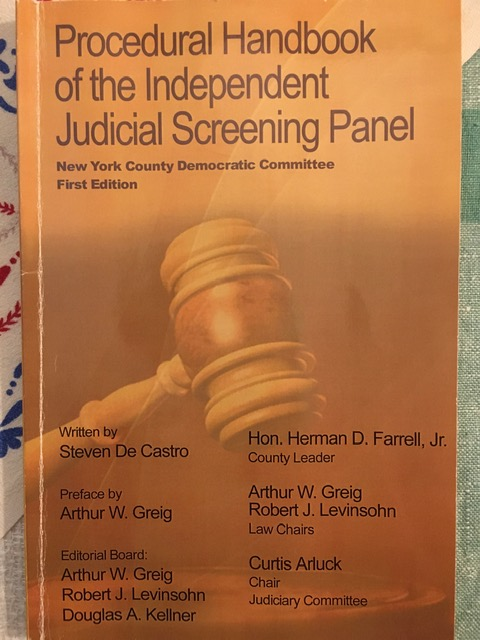 Procedural Handbook
of the Independent
Judicial Screening Panel
New York County Democratic Committee
First Edition
Written by
Steven De Castro
Preface by
Arthur W. Greig
Editorial Board:
Arthur W. Greig
Robert J. Levinsohn
Douglas A. Kellner
Hon. Herman D. Farrell, Jr.
County Leader
Arthur W. Greig
Robert J. Levinsohn
Law Chairs
Curtis Arluck
Chair
Judiciary Committee